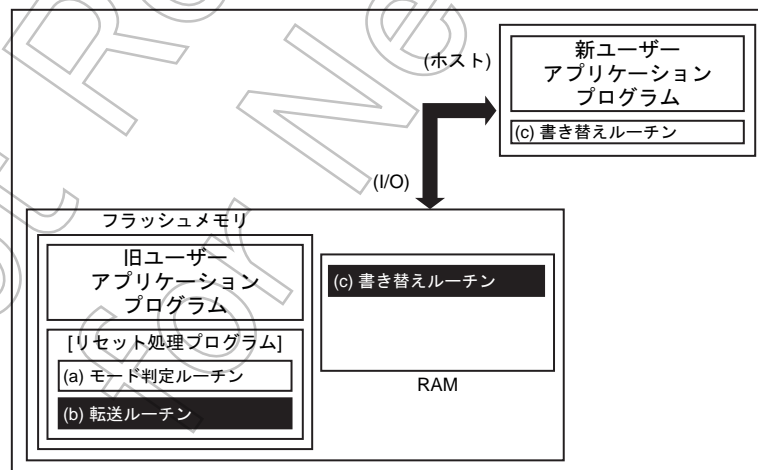 (ホスト)
新ユーザー
アプリケーション
プログラム
(c) 書き替えルーチン
(I/O)
フラッシュメモリ
旧ユーザー
アプリケーション
プログラム
[リセット処理プログラム]
(a) モード判定ルーチン
(b) 転送ルーチン
(c) 書き替えルーチン
RAM